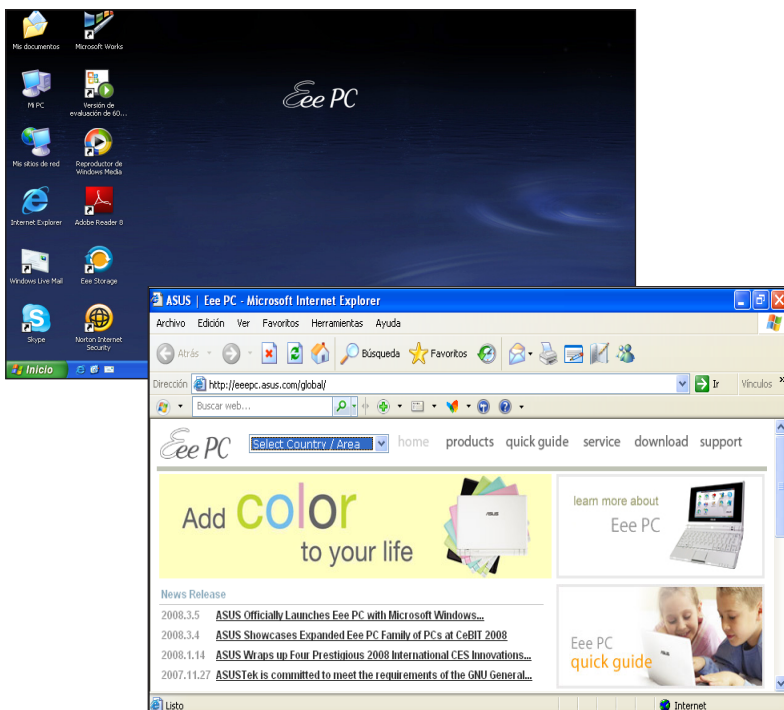 Mis documentos
Microsoft Works
Eee PC
Mi PC
Versión de
evaluación de 60...
Mis sitios de red
Reproductor de
Windows Media
Internet Explorer
Adobe Reader 8
Windows Live Mail
Eee Storage
Skype
Norton Internet
Security
Inicio
ASUS | Eee PC - Microsoft Internet Explorer
Archivo Edición Ver Favoritos Herramientas Ayuda
Atrás Búsqueda Favoritos
Dirección http://eeepc.asus.com/global/ Ir Vínculos »
Buscar web...
Eee PC Select Country / Area home products quick guide service download support
Add color
to your life
learn more about
Eee PC
News Release
2008.3.5 ASUS Officially Launches Eee PC with Microsoft Windows...
2008.3.4 ASUS Showcases Expanded Eee PC Family of PCs at CeBIT 2008
2008.1.14 ASUS Wraps up Four Prestigious 2008 International CES Innovations...
2007.11.27 ASUSTek is committed to meet the requirements of the GNU General...
Eee PC
quick guide
Listo Internet